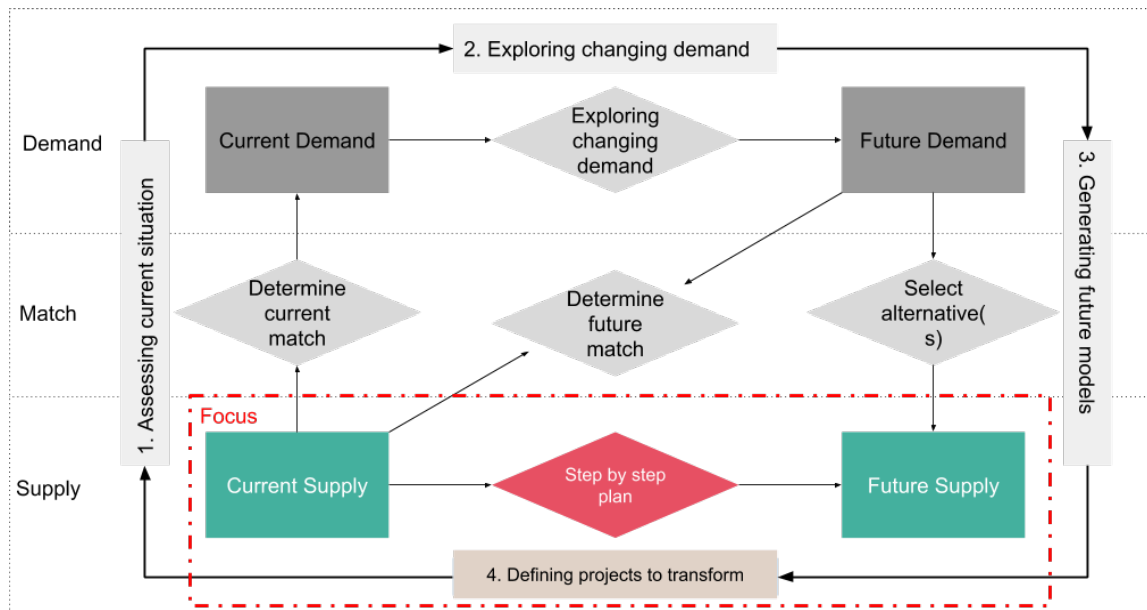 2. Exploring changing demand
Demand
Current Demand
Exploring
changing
demand
Future Demand
1. Assessing current situation
3. Generating future models
Match
Determine
current
match
Determine
future
match
Select
alternative(
s)
Focus
Supply
Current Supply
Step by step
plan
Future Supply
4. Defining projects to transform